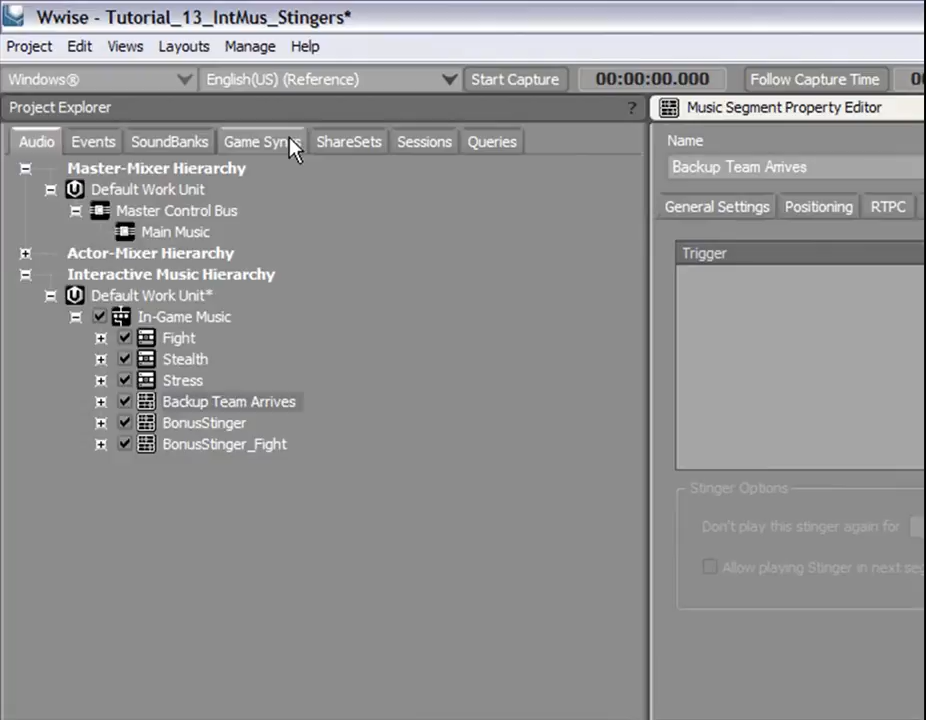 Wwise - Tutorial_13_IntMus_Stingers*
Project Edit Views Layouts Manage Help
Windows® English(US) (Reference) Start Capture 00:00:00.000 Follow Capture Time
Project Explorer ? Music Segment Property Editor
Audio Events SoundBanks Game Syncs ShareSets Sessions Queries
Name
Master-Mixer Hierarchy
Backup Team Arrives
Default Work Unit
Master Control Bus
General Settings Positioning RTPC
Main Music
Actor-Mixer Hierarchy
Trigger
Interactive Music Hierarchy
Default Work Unit*
In-Game Music
Fight
Stealth
Stress
Backup Team Arrives
BonusStinger
BonusStinger_Fight
Stinger Options
Don't play this stinger again for
Allow playing Stinger in next